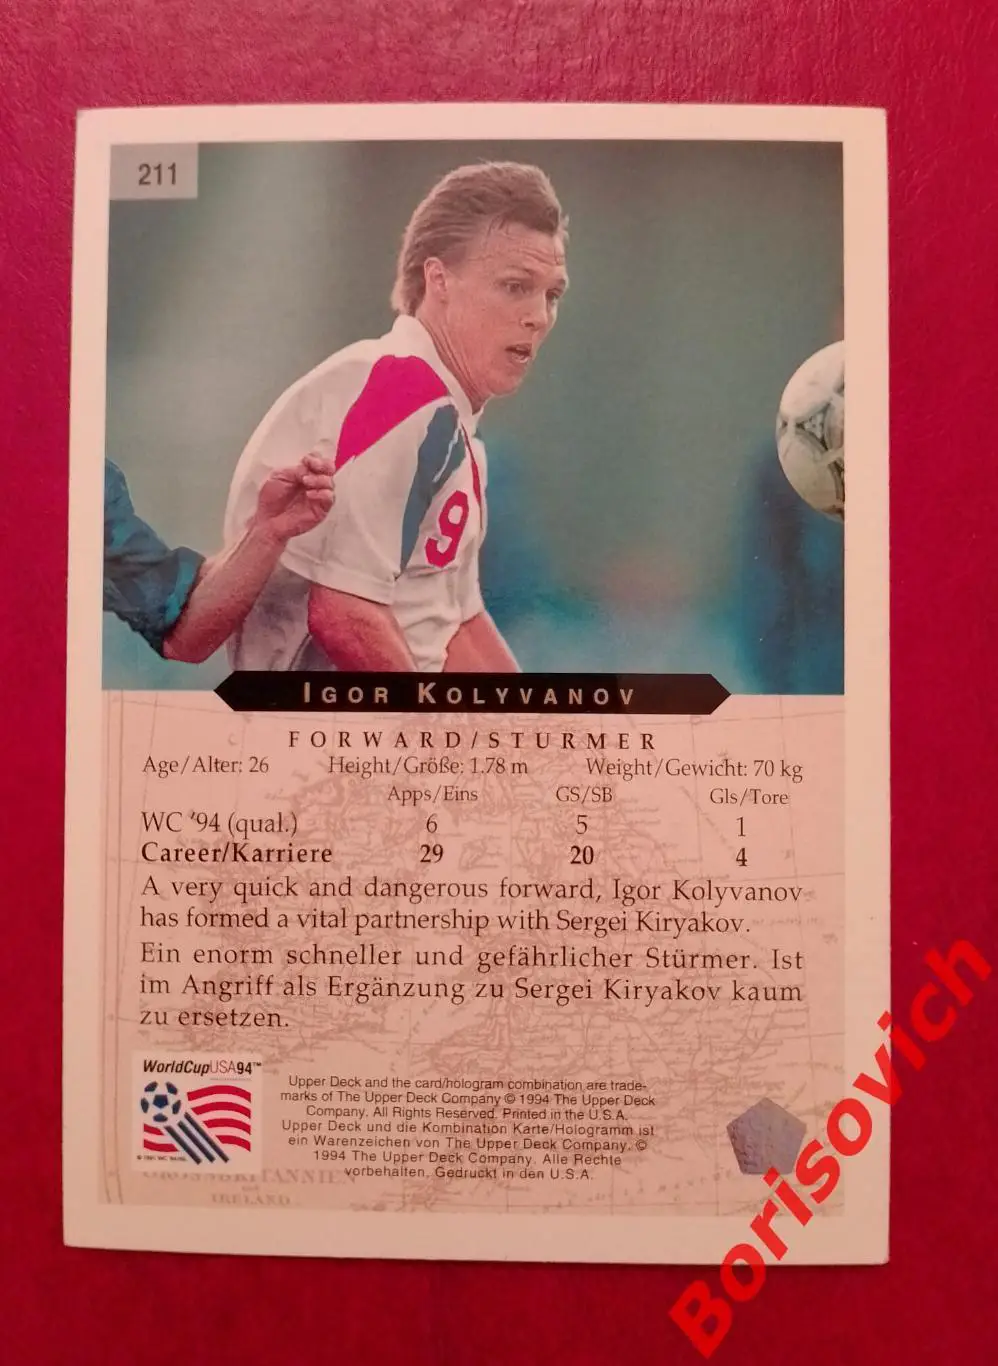 211
9
IGOR KOLYVANOV
FORWARD/STURMER
Age/Alter: 26 Height/Größe: 1.78 m Weight/Gewicht: 70 kg
Apps/Eins GS/SB Gls/Tore
WC '94 (qual.) 6 5 1
Career/Karriere 29 20 4
A very quick and dangerous forward, Igor Kolyvanov
has formed a vital partnership with Sergei Kiryakov.
Ein enorm schneller und gefährlicher Stürmer. Ist
im Angriff als Ergänzung zu Sergei Kiryakov kaum
zu ersetzen.
WorldCupUSA94™
Upper Deck and the card/hologram combination are trade-
marks of The Upper Deck Company © 1994 The Upper Deck
Company. All Rights Reserved. Printed in the U.S.A.
Upper Deck und die Kombination Karte/Hologramm ist
ein Warenzeichen von The Upper Deck Company. ©
1994 The Upper Deck Company. Alle Rechte
vorbehalten. Gedruckt in den U.S.A.
IRELAND
Borisovich